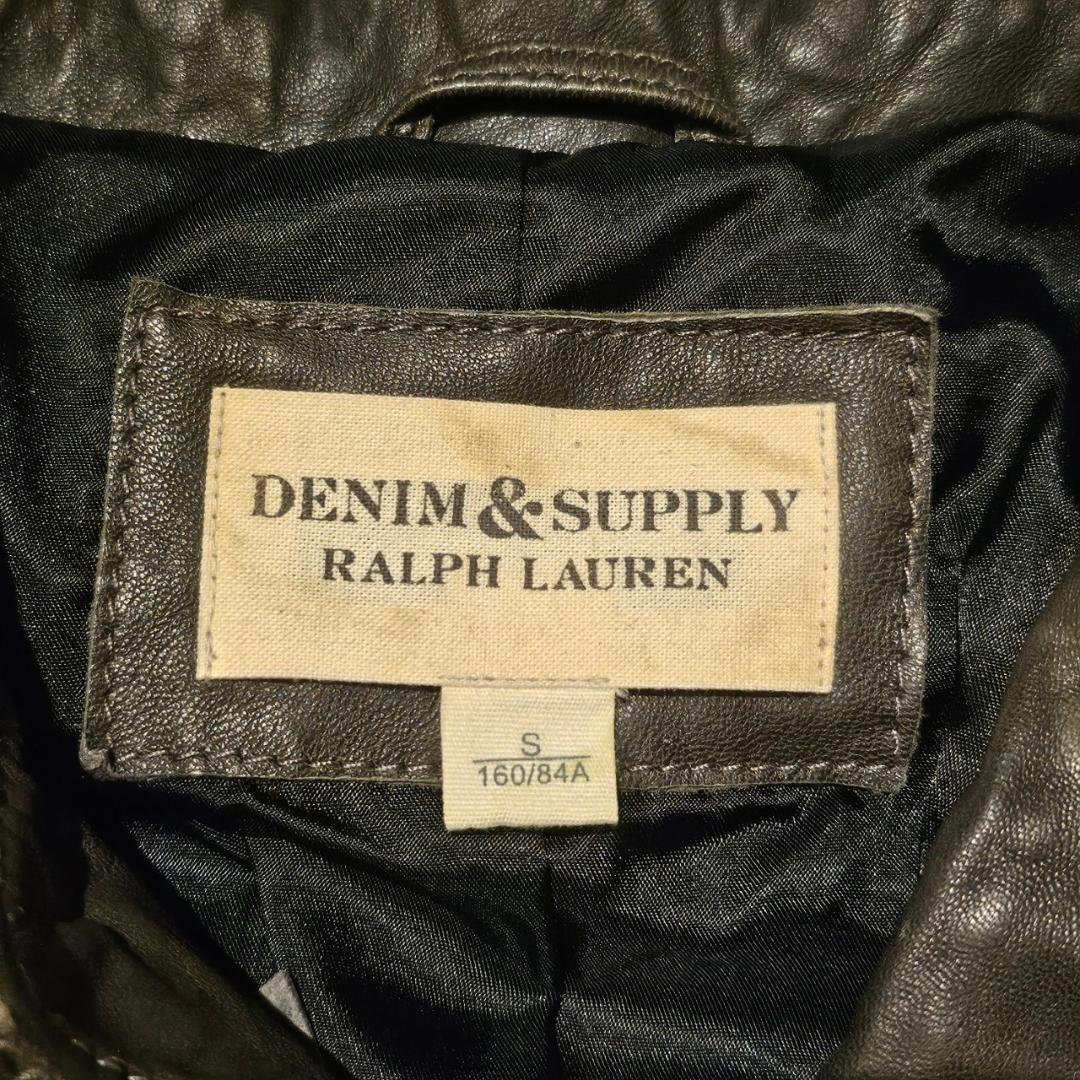 DENIM & SUPPLY
RALPH LAUREN
S
160/84A